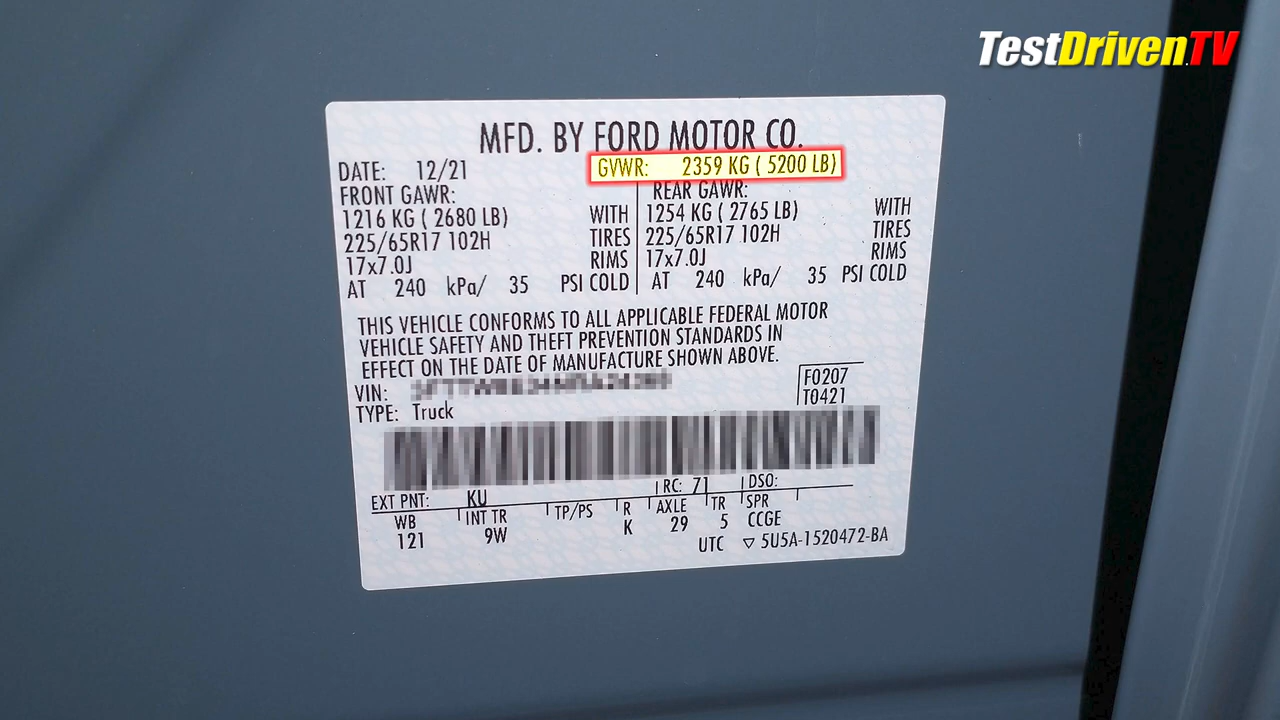 TestDrivenTV
MFD. BY FORD MOTOR CO.
DATE: 12/21 GVWR: 2359 KG ( 5200 LB)
FRONT GAWR: REAR GAWR:
1216 KG ( 2680 LB) WITH 1254 KG ( 2765 LB) WITH
225/65R17 102H TIRES 225/65R17 102H TIRES
17x7.0J RIMS 17x7.0J RIMS
AT 240 kPa/ 35 PSI COLD AT 240 kPa/ 35 PSI COLD
THIS VEHICLE CONFORMS TO ALL APPLICABLE FEDERAL MOTOR
VEHICLE SAFETY AND THEFT PREVENTION STANDARDS IN
EFFECT ON THE DATE OF MANUFACTURE SHOWN ABOVE.
VIN: F0207
TYPE: Truck T0421
EXT PNT: KU RC: 71 DSO:
WB INT TR TP/PS R AXLE TR SPR
121 9W K 29 5 CCGE
UTC ▽ 5U5A-1520472-BA